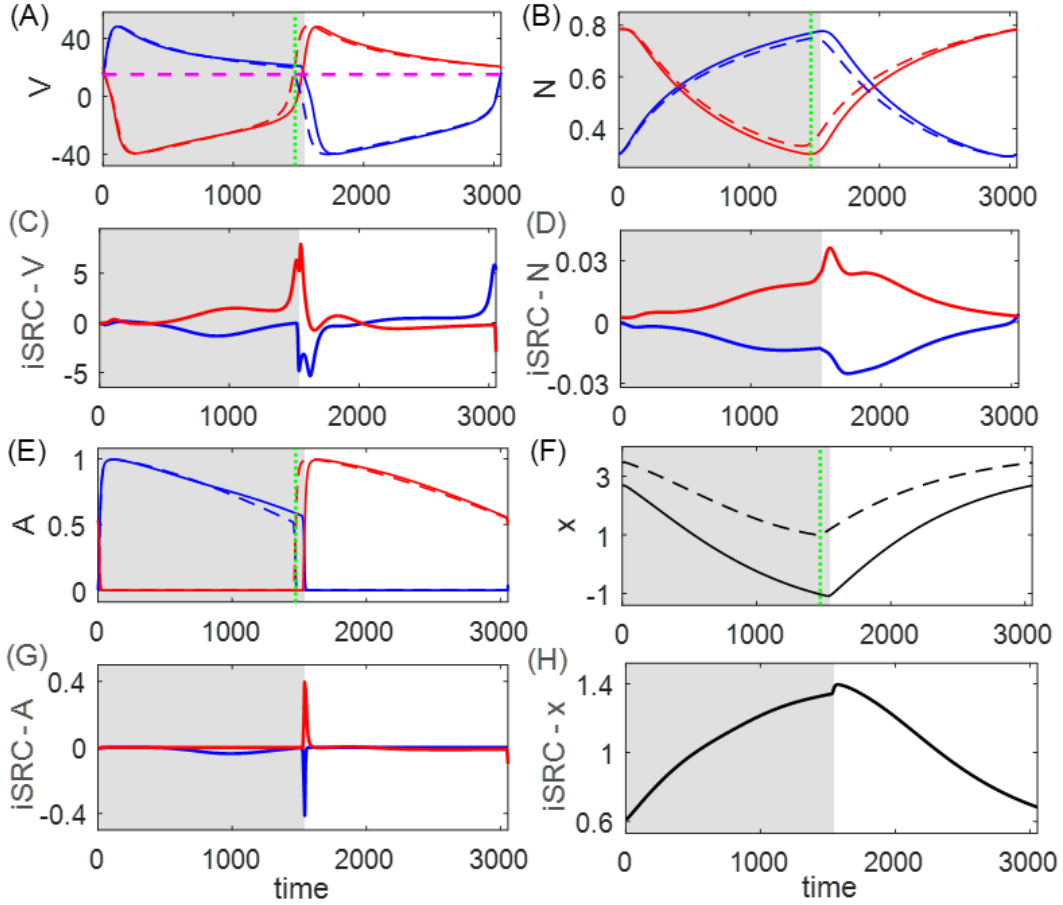 (A)
V
40
0
-40
0 1000 2000 3000
(B)
N
0.8
0.6
0.4
0 1000 2000 3000
(C)
iSRC - V
5
0
-5
0 1000 2000 3000
(D)
iSRC - N
0.03
0
-0.03
0 1000 2000 3000
(E)
A
1
0.5
0
0 1000 2000 3000
(F)
x
3
1
-1
0 1000 2000 3000
(G)
iSRC - A
0.4
0
-0.4
0 1000 2000 3000
time
(H)
iSRC - x
1.4
1
0.6
0 1000 2000 3000
time